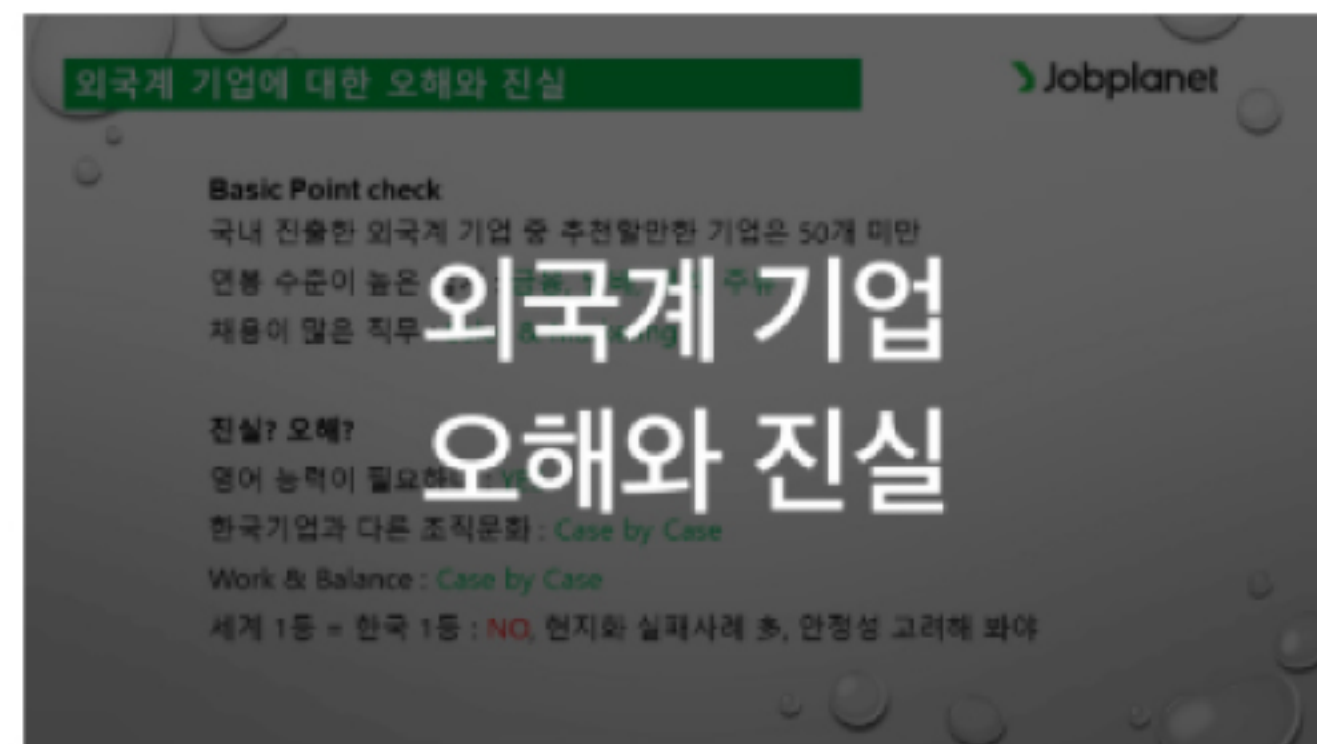 외국계 기업에 대한 오해와 진실
Jobplanet
Basic Point check
국내 진출한 외국계 기업 중 추천할만한 기업은 50개 미만
연봉 수준이 높은
채용이 많은 직무
외국계 기업
오해와 진실
진실? 오해?
영어 능력이
한국기업과 다른 조직문화 : Case by Case
Work & Balance : Case by Case
세계 1등 = 한국 1등 : NO, 현지화 실패사례 多, 안정성 고려해 봐야